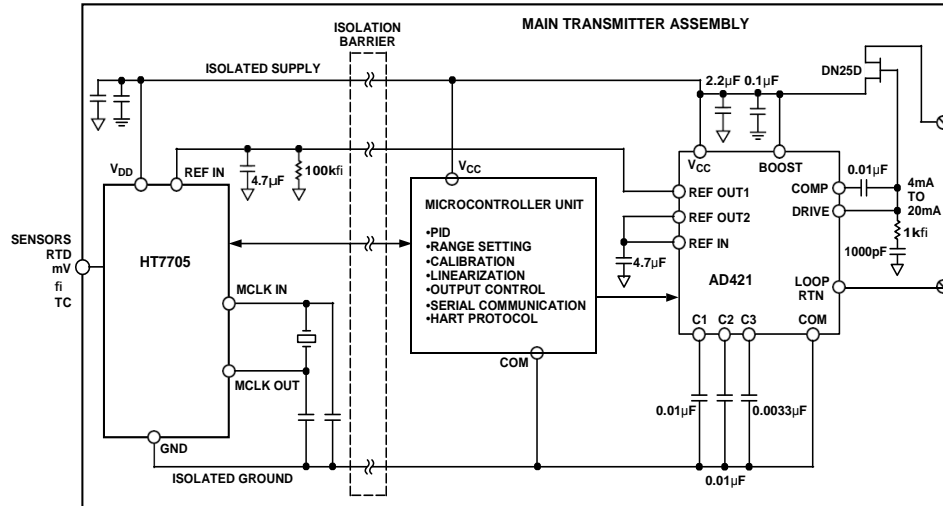 MAIN TRANSMITTER ASSEMBLY
ISOLATION
BARRIER
ISOLATED SUPPLY
DN25D
2.2µF 0.1µF
VDD
REF IN
4.7µF
100kfi
VCC
VCC
BOOST
0.01µF
4mA
TO
20mA
COMP
DRIVE
1kfi
1000pF
REF OUT1
REF OUT2
REF IN
4.7µF
AD421
LOOP
RTN
MICROCONTROLLER UNIT
•PID
•RANGE SETTING
•CALIBRATION
•LINEARIZATION
•OUTPUT CONTROL
•SERIAL COMMUNICATION
•HART PROTOCOL
COM
SENSORS
RTD
mV
fi
TC
HT7705
MCLK IN
MCLK OUT
GND
C1
C2
C3
COM
0.01µF
0.0033µF
0.01µF
ISOLATED GROUND